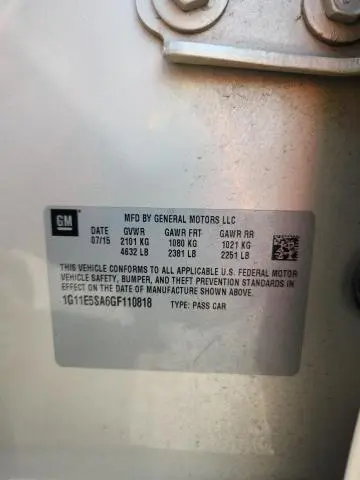 GM
MFD BY GENERAL MOTORS LLC
DATE GVWR GAWR FRT GAWR RR
07/15 2101 KG 1080 KG 1021 KG
4632 LB 2381 LB 2251 LB
THIS VEHICLE CONFORMS TO ALL APPLICABLE U.S. FEDERAL MOTOR
VEHICLE SAFETY, BUMPER, AND THEFT PREVENTION STANDARDS IN
EFFECT ON THE DATE OF MANUFACTURE SHOWN ABOVE.
1G11E5SA6GF110818 TYPE: PASS CAR